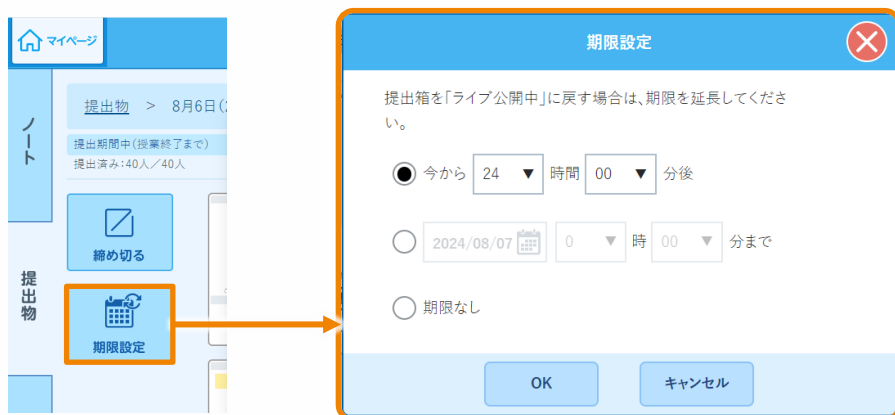 マイページ
ノート
提出物
提出物 > 8月6日(
提出期間中(授業終了まで)
提出済み:40人/40人
締め切る
期限設定
期限設定
提出箱を「ライブ公開中」に戻す場合は、期限を延長してくださ
い。
今から 24 ▼ 時間 00 ▼ 分後
2024/08/07 0 ▼ 時 00 ▼ 分まで
期限なし
OK キャンセル